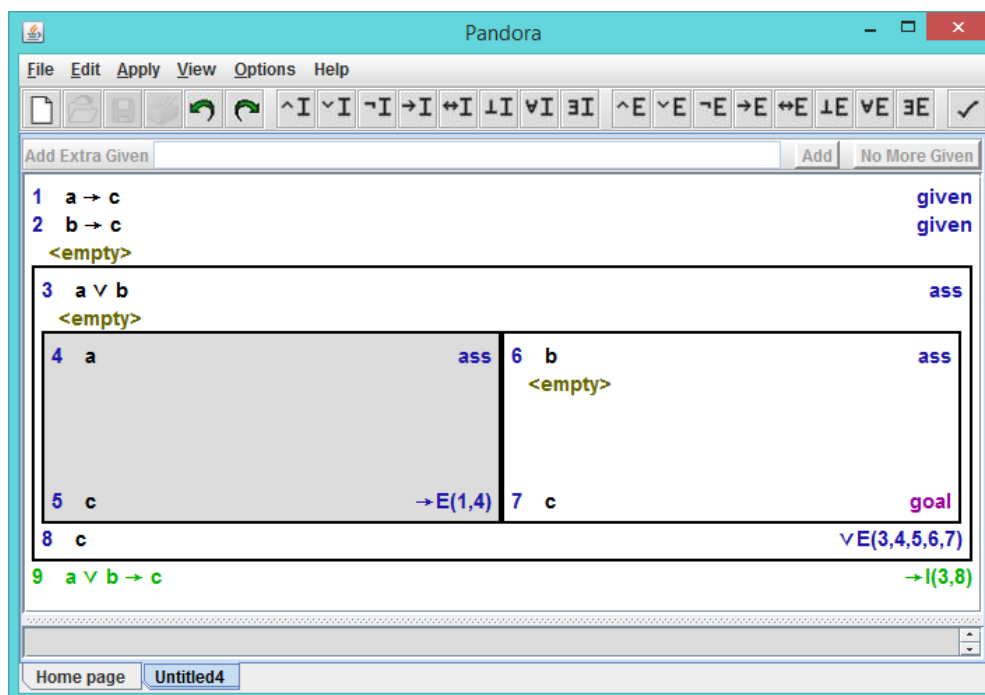 Pandora
File Edit Apply View Options Help
^I ˅I ¬I →I ↔I ⊥I ∀I ∃I ^E ˅E ¬E →E ↔E ⊥E ∀E ∃E ✓
Add Extra Given Add No More Given
1 a → c given
2 b → c given
<empty>
3 a ∨ b ass
<empty>
4 a ass 6 b ass
<empty>
5 c →E(1,4) 7 c goal
8 c ∨E(3,4,5,6,7)
9 a ∨ b → c →I(3,8)
Home page Untitled4